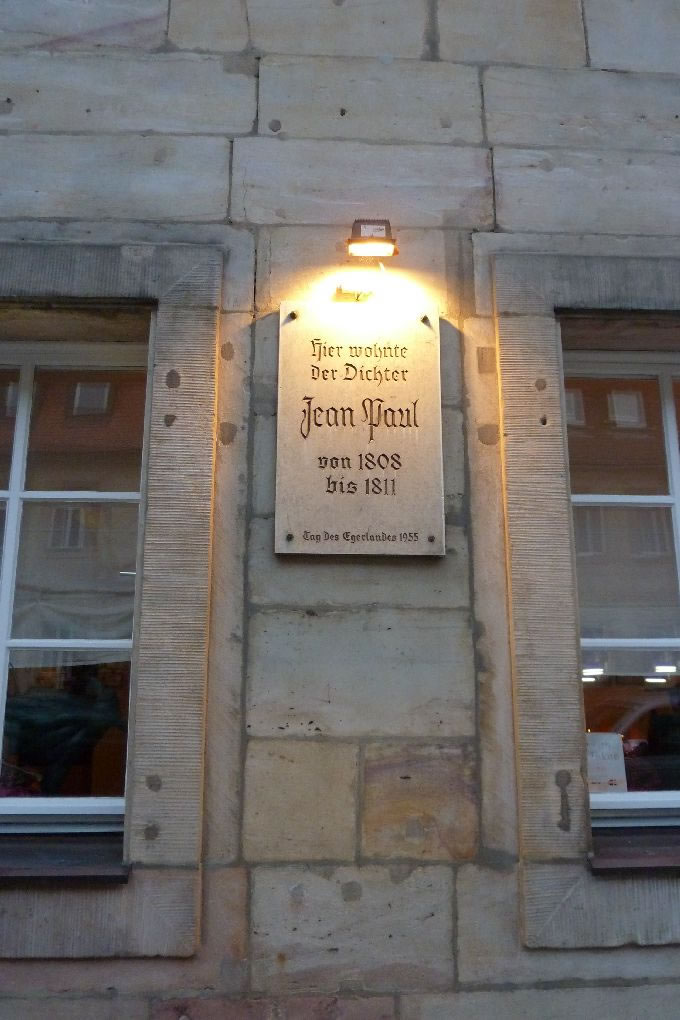 Hier wohnte
der Dichter
Jean Paul
von 1808
bis 1811
Tag des Egerlandes 1955